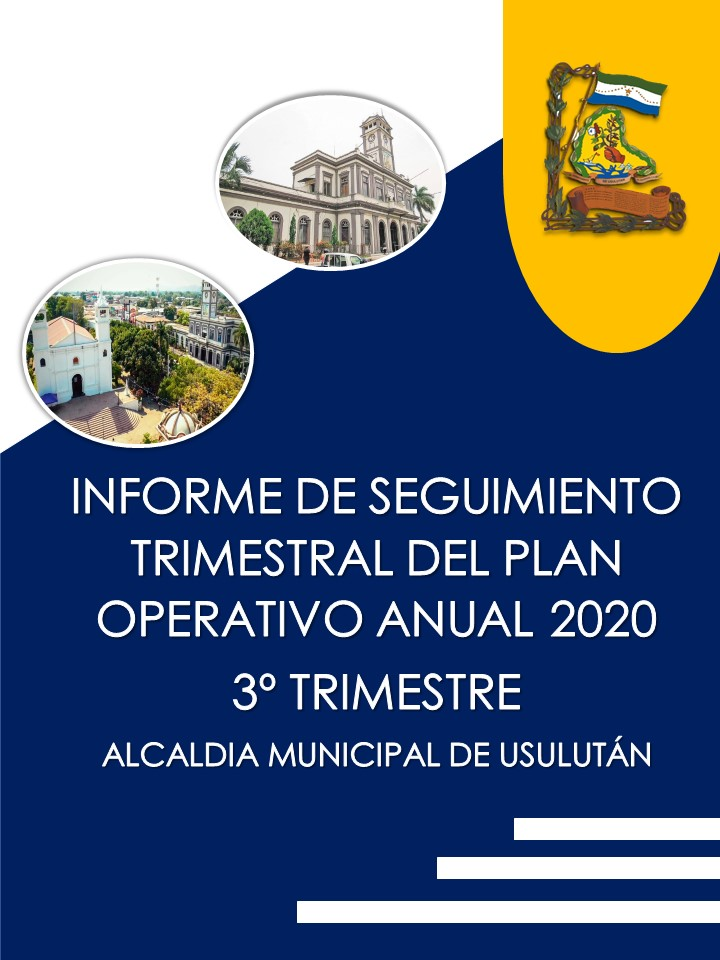 INFORME DE SEGUIMIENTO
TRIMESTRAL DEL PLAN
OPERATIVO ANUAL 2020
3º TRIMESTRE
ALCALDIA MUNICIPAL DE USULUTÁN